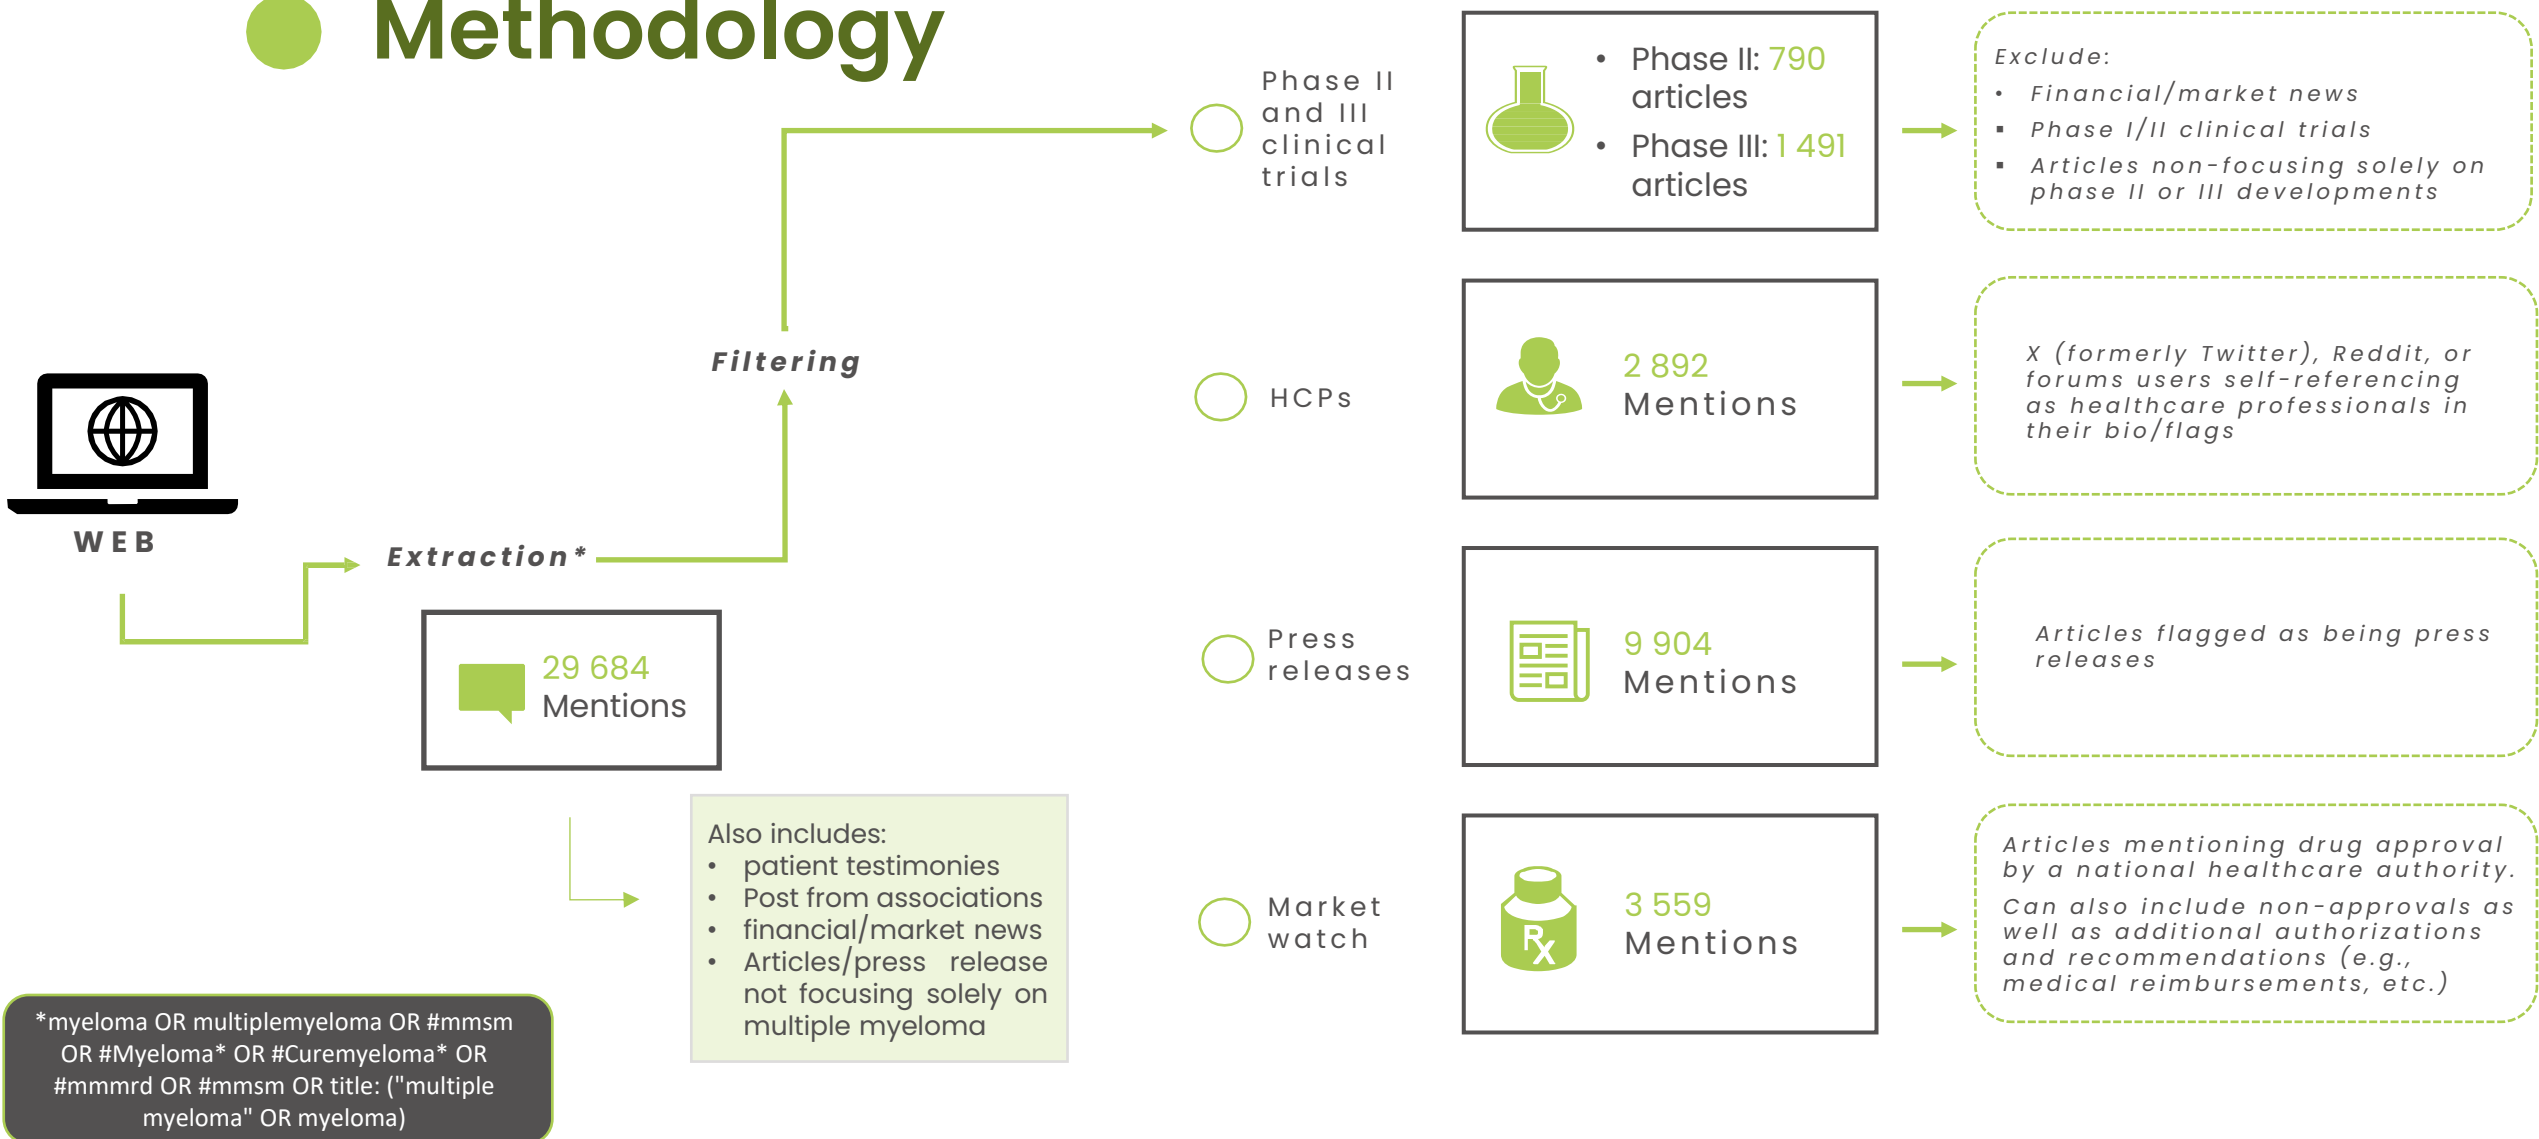 Methodology
WEB
Extraction*
29 684
Mentions
Also includes:
• patient testimonies
• Post from associations
• financial/market news
• Articles/press release
not focusing solely on
multiple myeloma
*myeloma OR multiplemyeloma OR #mmsm
OR #Myeloma* OR #Curemyeloma* OR
#mmmrd OR #mmsm OR title: ("multiple
myeloma" OR myeloma)
Filtering
Phase II
and III
clinical
trials
• Phase II: 790
articles
• Phase III: 1 491
articles
Exclude:
• Financial/market news
▪ Phase I/II clinical trials
▪ Articles non-focusing solely on
phase II or III developments
HCPs
2 892
Mentions
X (formerly Twitter), Reddit, or
forums users self-referencing
as healthcare professionals in
their bio/flags
Press
releases
9 904
Mentions
Articles flagged as being press
releases
Market
watch
Rx
3 559
Mentions
Articles mentioning drug approval
by a national healthcare authority.
Can also include non-approvals as
well as additional authorizations
and recommendations (e.g.,
medical reimbursements, etc.)